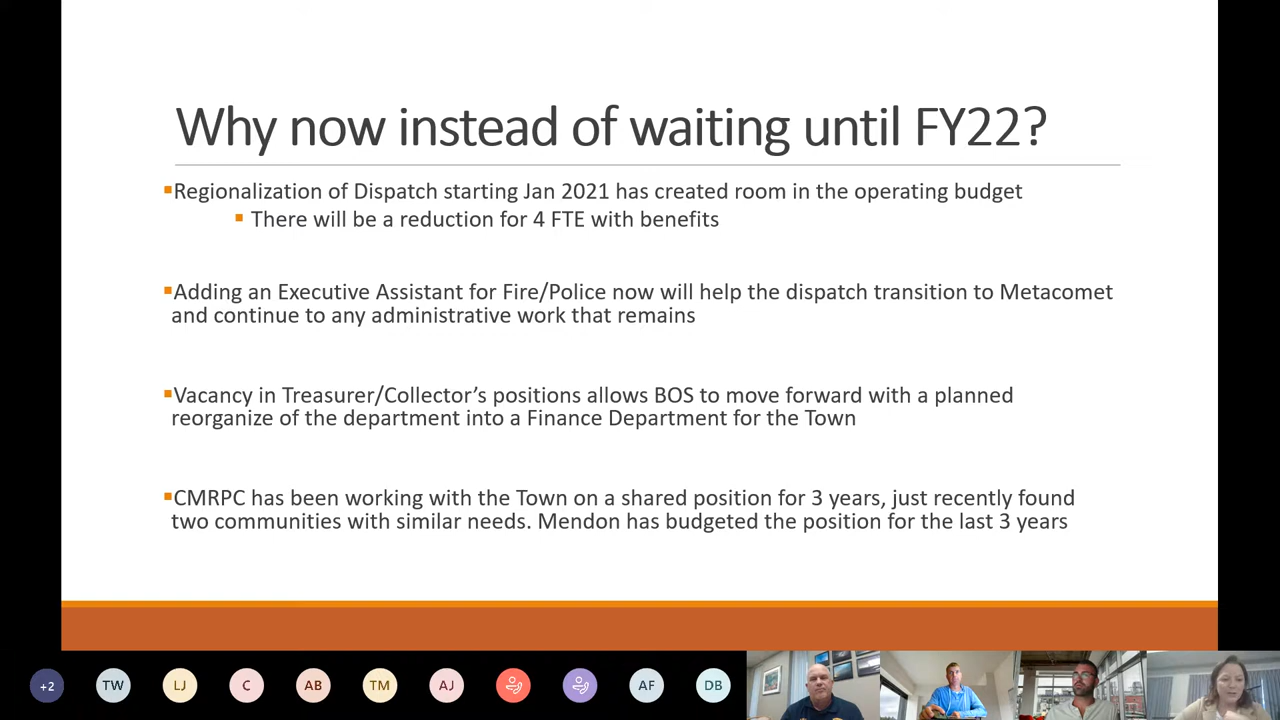 Why now instead of waiting until FY22?
Regionalization of Dispatch starting Jan 2021 has created room in the operating budget
There will be a reduction for 4 FTE with benefits
Adding an Executive Assistant for Fire/Police now will help the dispatch transition to Metacomet
and continue to any administrative work that remains
Vacancy in Treasurer/Collector's positions allows BOS to move forward with a planned
reorganize of the department into a Finance Department for the Town
CMRPC has been working with the Town on a shared position for 3 years, just recently found
two communities with similar needs. Mendon has budgeted the position for the last 3 years
+2 TW LJ C AB TM AJ AF DB